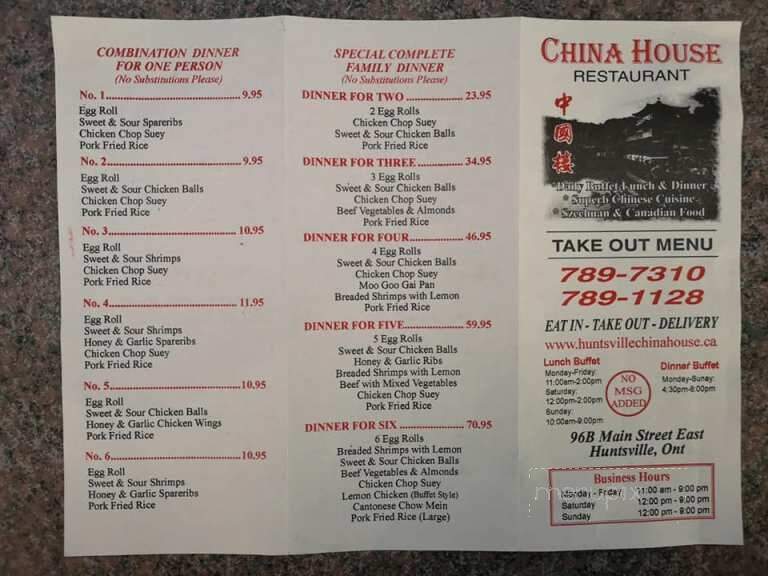 COMBINATION DINNER
FOR ONE PERSON
(No Substitutions Please)
No. 1 9.95
Egg Roll
Sweet & Sour Spareribs
Chicken Chop Suey
Pork Fried Rice
No. 2 9.95
Egg Roll
Sweet & Sour Chicken Balls
Chicken Chop Suey
Pork Fried Rice
No. 3 10.95
Egg Roll
Sweet & Sour Shrimps
Chicken Chop Suey
Pork Fried Rice
No. 4 11.95
Egg Roll
Sweet & Sour Shrimps
Honey & Garlic Spareribs
Chicken Chop Suey
Pork Fried Rice
No. 5 10.95
Egg Roll
Sweet & Sour Chicken Balls
Honey & Garlic Chicken Wings
Pork Fried Rice
No. 6 10.95
Egg Roll
Sweet & Sour Shrimps
Honey & Garlic Spareribs
Pork Fried Rice
SPECIAL COMPLETE
FAMILY DINNER
(No Substitutions Please)
DINNER FOR TWO 23.95
2 Egg Rolls
Chicken Chop Suey
Sweet & Sour Chicken Balls
Pork Fried Rice
DINNER FOR THREE 34.95
3 Egg Rolls
Sweet & Sour Chicken Balls
Chicken Chop Suey
Beef Vegetables & Almonds
Pork Fried Rice
DINNER FOR FOUR 46.95
4 Egg Rolls
Sweet & Sour Chicken Balls
Chicken Chop Suey
Moo Goo Gai Pan
Breaded Shrimps with Lemon
Pork Fried Rice
DINNER FOR FIVE 59.95
5 Egg Rolls
Sweet & Sour Chicken Balls
Honey & Garlic Ribs
Breaded Shrimps with Lemon
Beef with Mixed Vegetables
Chicken Chop Suey
Pork Fried Rice
DINNER FOR SIX 70.95
6 Egg Rolls
Breaded Shrimps with Lemon
Sweet & Sour Chicken Balls
Beef Vegetables & Almonds
Chicken Chop Suey
Lemon Chicken (Buffet Style)
Cantonese Chow Mein
Pork Fried Rice (Large)
CHINA HOUSE
RESTAURANT
中
國
樓
* Daily Buffet Lunch & Dinner
* Superb Chinese Cuisine
* Szechuan & Canadian Food
TAKE OUT MENU
789-7310
789-1128
EAT IN - TAKE OUT - DELIVERY
www.huntsvillechinahouse.ca
Lunch Buffet
Monday-Friday:
11:00am-2:00pm
Saturday:
12:00pm-2:00pm
Sunday:
10:00am-9:00pm
NO
MSG
ADDED
Dinner Buffet
Monday-Sunay:
4:30pm-8:00pm
96B Main Street East
Huntsville, Ont
Business Hours
Monday - Friday 11:00 am - 9:00 pm
Saturday 12:00 pm - 9:00 pm
Sunday 12:00 pm - 9:00 pm
menupix